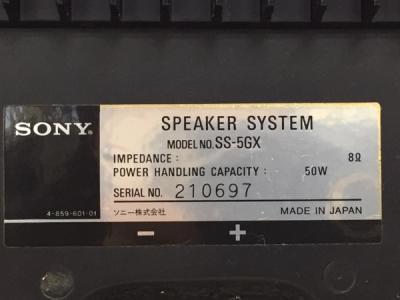 SONY®
SPEAKER SYSTEM
MODEL NO. SS-5GX
IMPEDANCE : 8Ω
POWER HANDLING CAPACITY : 50W
SERIAL NO. 210697
4-859-601-01
ソニー株式会社
MADE IN JAPAN
− +